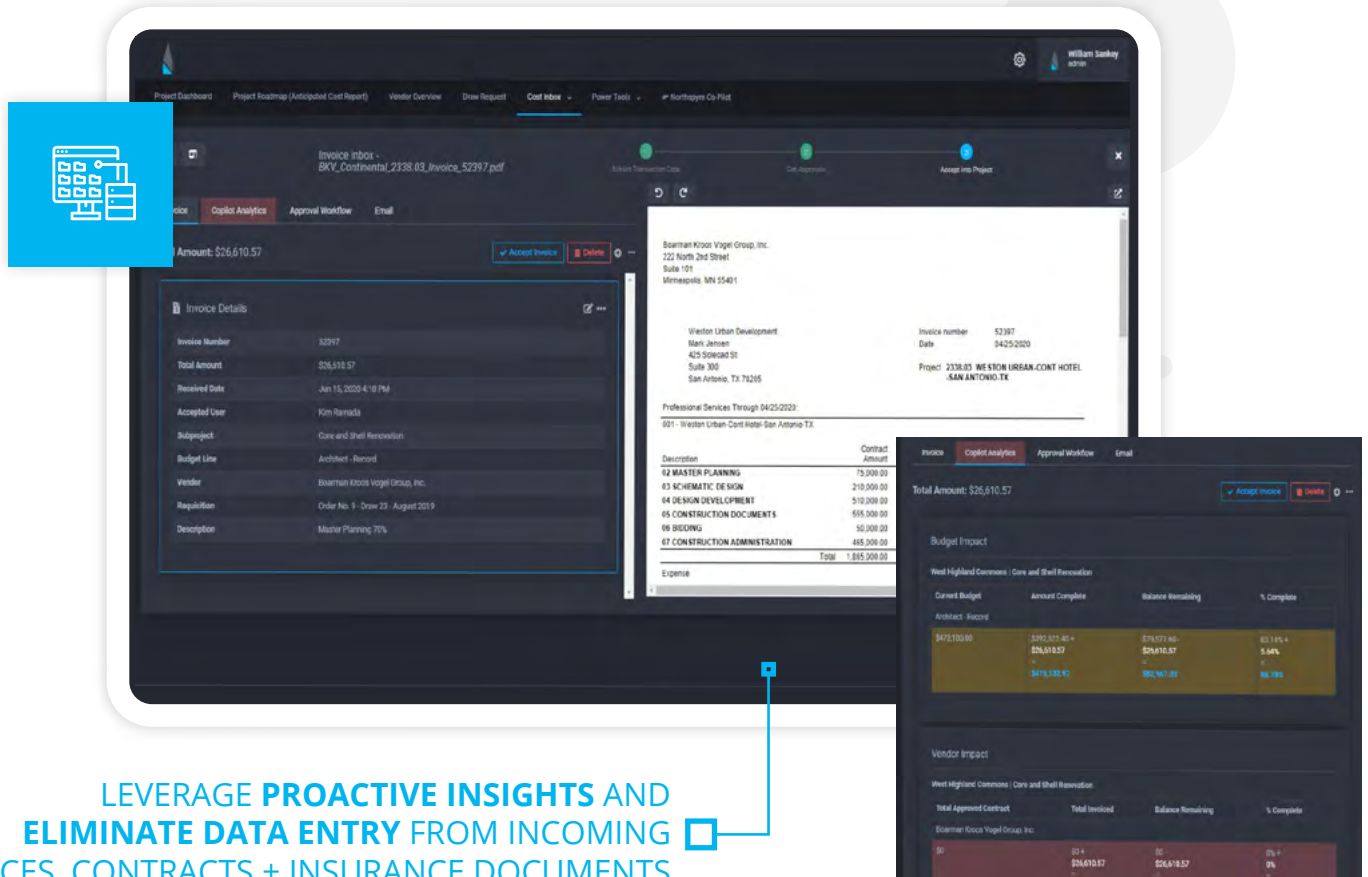 William Sankey
admin
Project Dashboard Project Roadmap (Anticipated Cost Report) Vendor Overview Draw Request Cost Inbox Power Tools Northspyre Co-Pilot
Invoice Inbox -
BKV_Continental_2338.03_Invoice_52397.pdf
Accept into Project
Copilot Analytics Approval Workflow Email
Amount: $26,610.57
Accept Invoice Delete
Invoice Details
Invoice Number 52397
Total Amount $26,610.57
Received Date Jun 15, 2020 4:10 PM
Accepted User Kim Ramada
Subproject Core and Shell Renovation
Budget Line Architect - Record
Vendor Boarman Kroos Vogel Group, Inc.
Requisition Order No. 9 - Draw 23 - August 2019
Description Master Planning 70%
Boarman Kroos Vogel Group, Inc.
222 North 2nd Street
Suite 101
Minneapolis, MN 55401
Weston Urban Development
Mark Jensen
425 Soledad St
Suite 300
San Antonio, TX 78205
Invoice number 52397
Date 04/25/2020
Project 2338.03 WESTON URBAN-CONT HOTEL
-SAN ANTONIO-TX
Professional Services Through 04/25/2020:
001 - Weston Urban-Cont Hotel-San Antonio-TX
Contract
Description Amount
02 MASTER PLANNING 75,000.00
03 SCHEMATIC DESIGN 210,000.00
04 DESIGN DEVELOPMENT 510,000.00
05 CONSTRUCTION DOCUMENTS
06 BIDDING 50,000.00
07 CONSTRUCTION ADMINISTRATION
Total
Expense
Invoice Copilot Analytics Approval Workflow Email
Total Amount: $26,610.57
Accept Invoice Delete
Budget Impact
West Highland Commons | Core and Shell Renovation
Current Budget Amount Complete Balance Remaining % Complete
Architect - Record
$472,100.00
$26,610.57 $26,610.57 5.64%
Vendor Impact
West Highland Commons | Core and Shell Renovation
Total Approved Contract Total Invoiced Balance Remaining % Complete
Boarman Kroos Vogel Group, Inc.
$0 $0 + $0 - 0% +
$26,610.57 $26,610.57 0%
LEVERAGE PROACTIVE INSIGHTS AND
ELIMINATE DATA ENTRY FROM INCOMING
CONTRACTS + INSURANCE DOCUMENTS